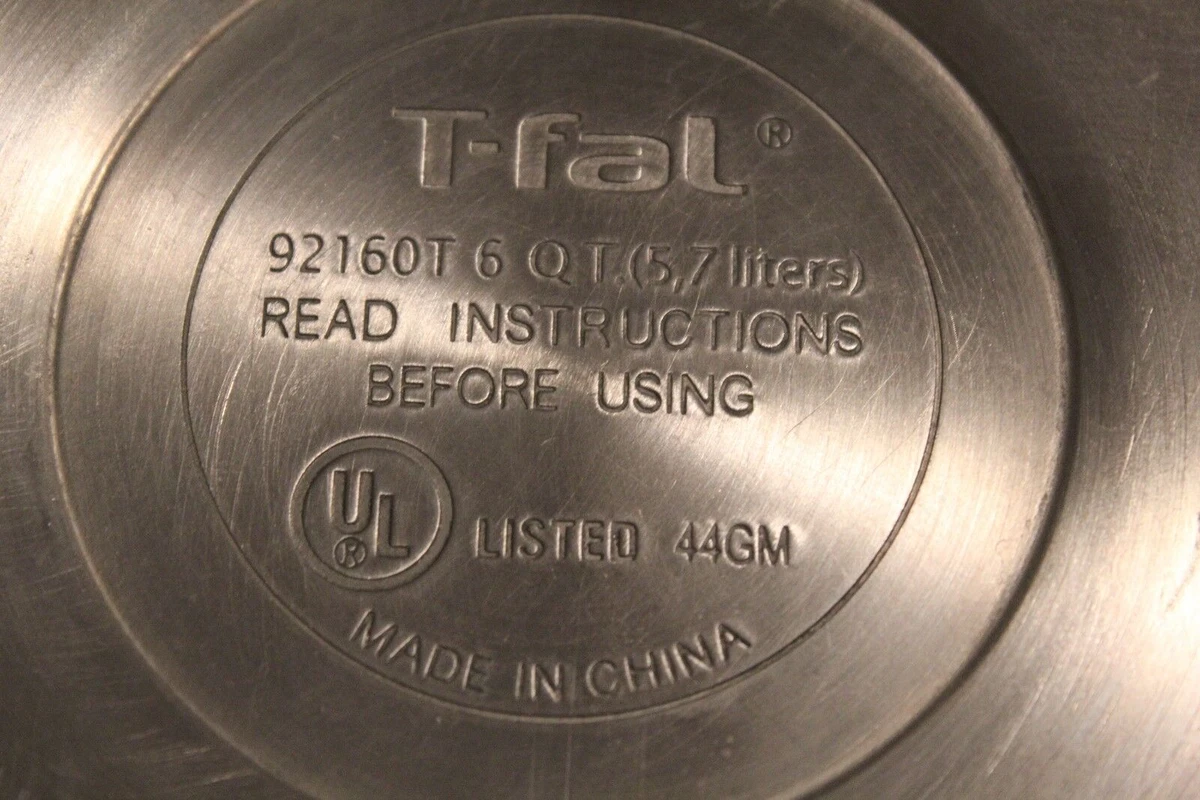 T-fal®
92160T 6 QT.(5,7 liters)
READ INSTRUCTIONS
BEFORE USING
UL® LISTED 44GM
MADE IN CHINA